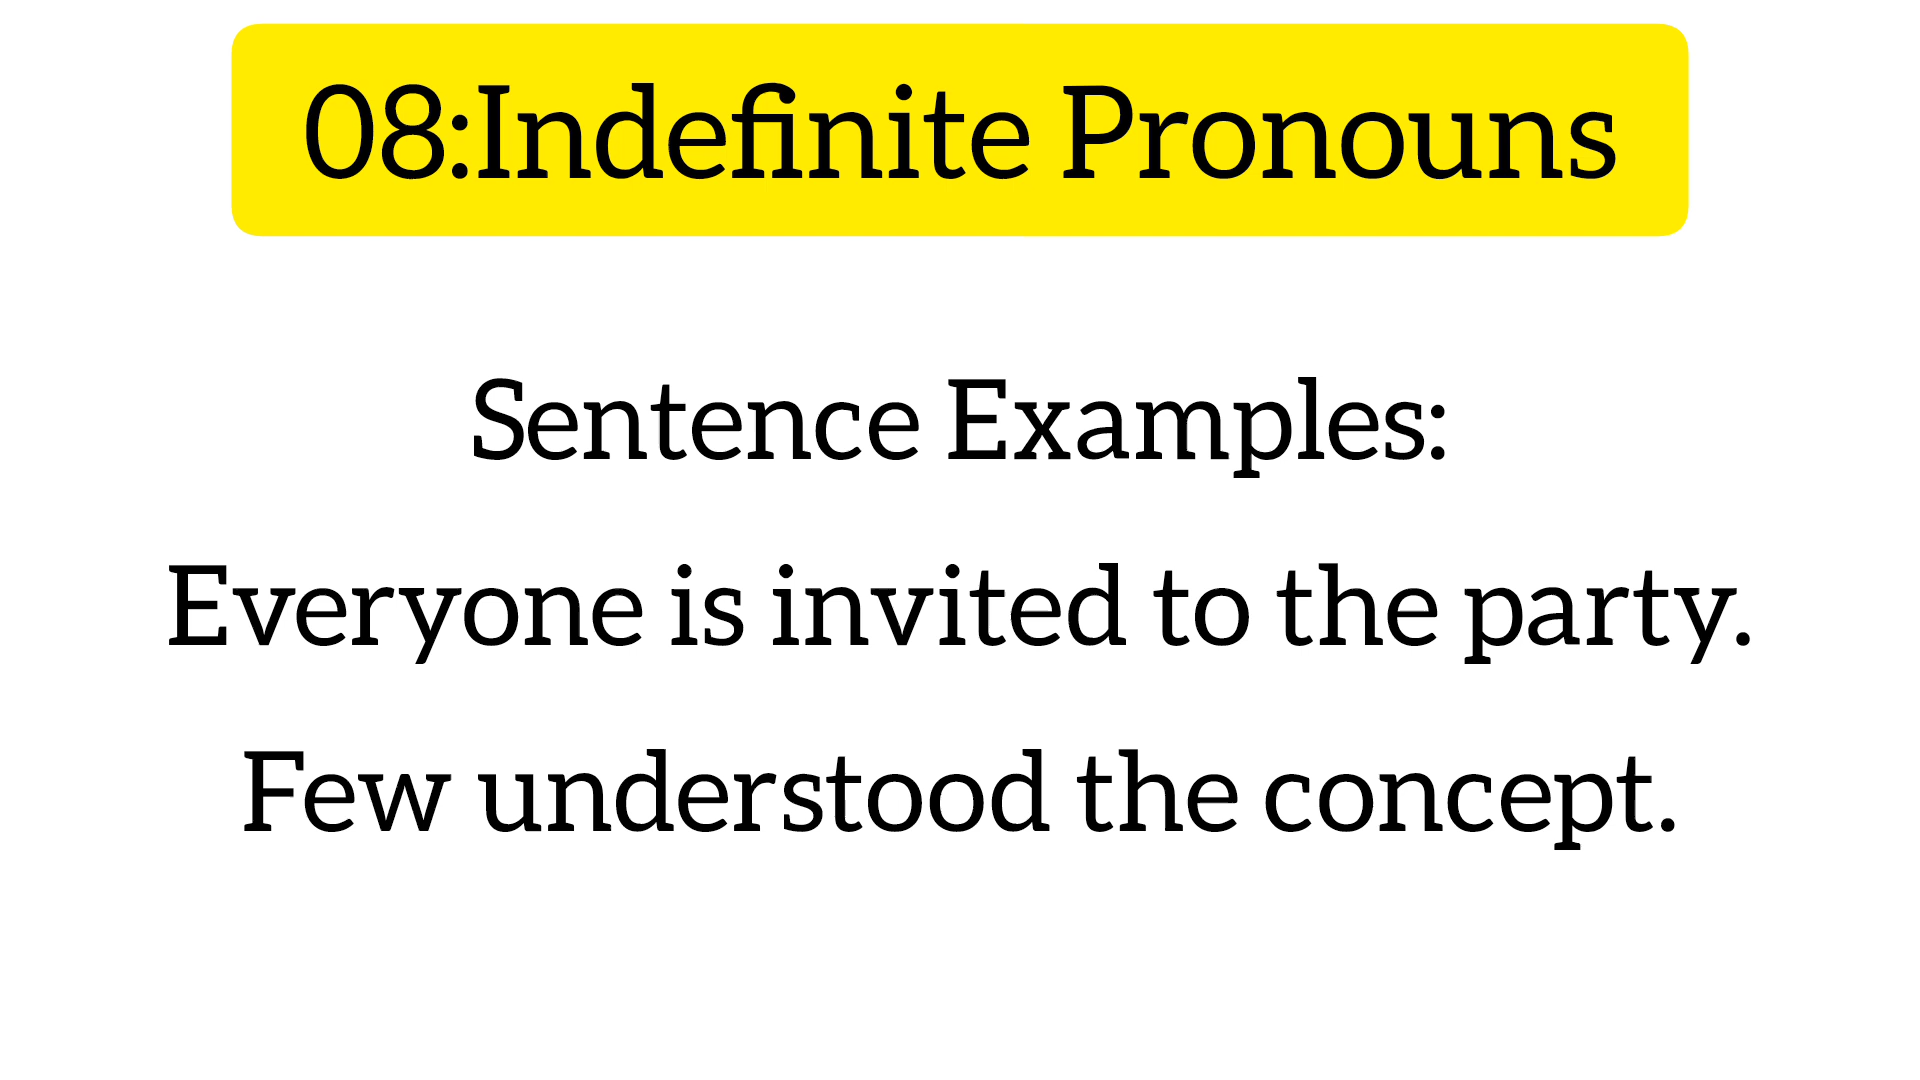 08:Indefinite Pronouns
Sentence Examples:
Everyone is invited to the party.
Few understood the concept.